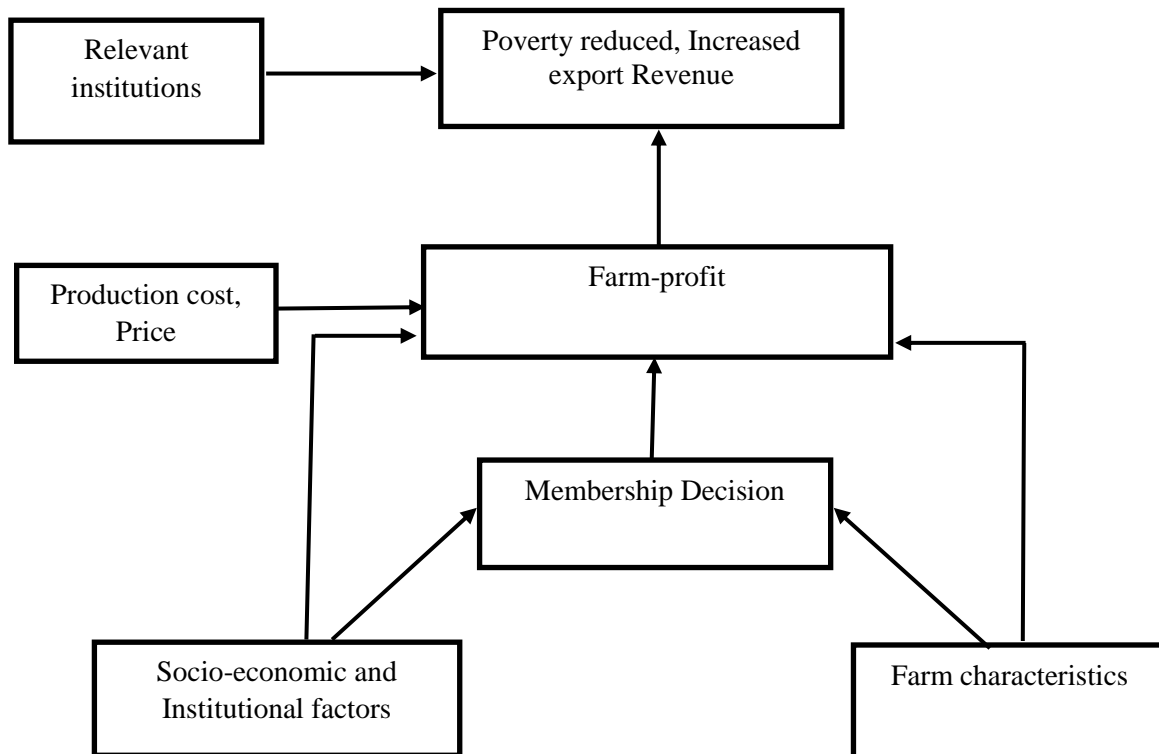 Relevant
institutions
Poverty reduced, Increased
export Revenue
Production cost,
Price
Farm-profit
Membership Decision
Socio-economic and
Institutional factors
Farm characteristics